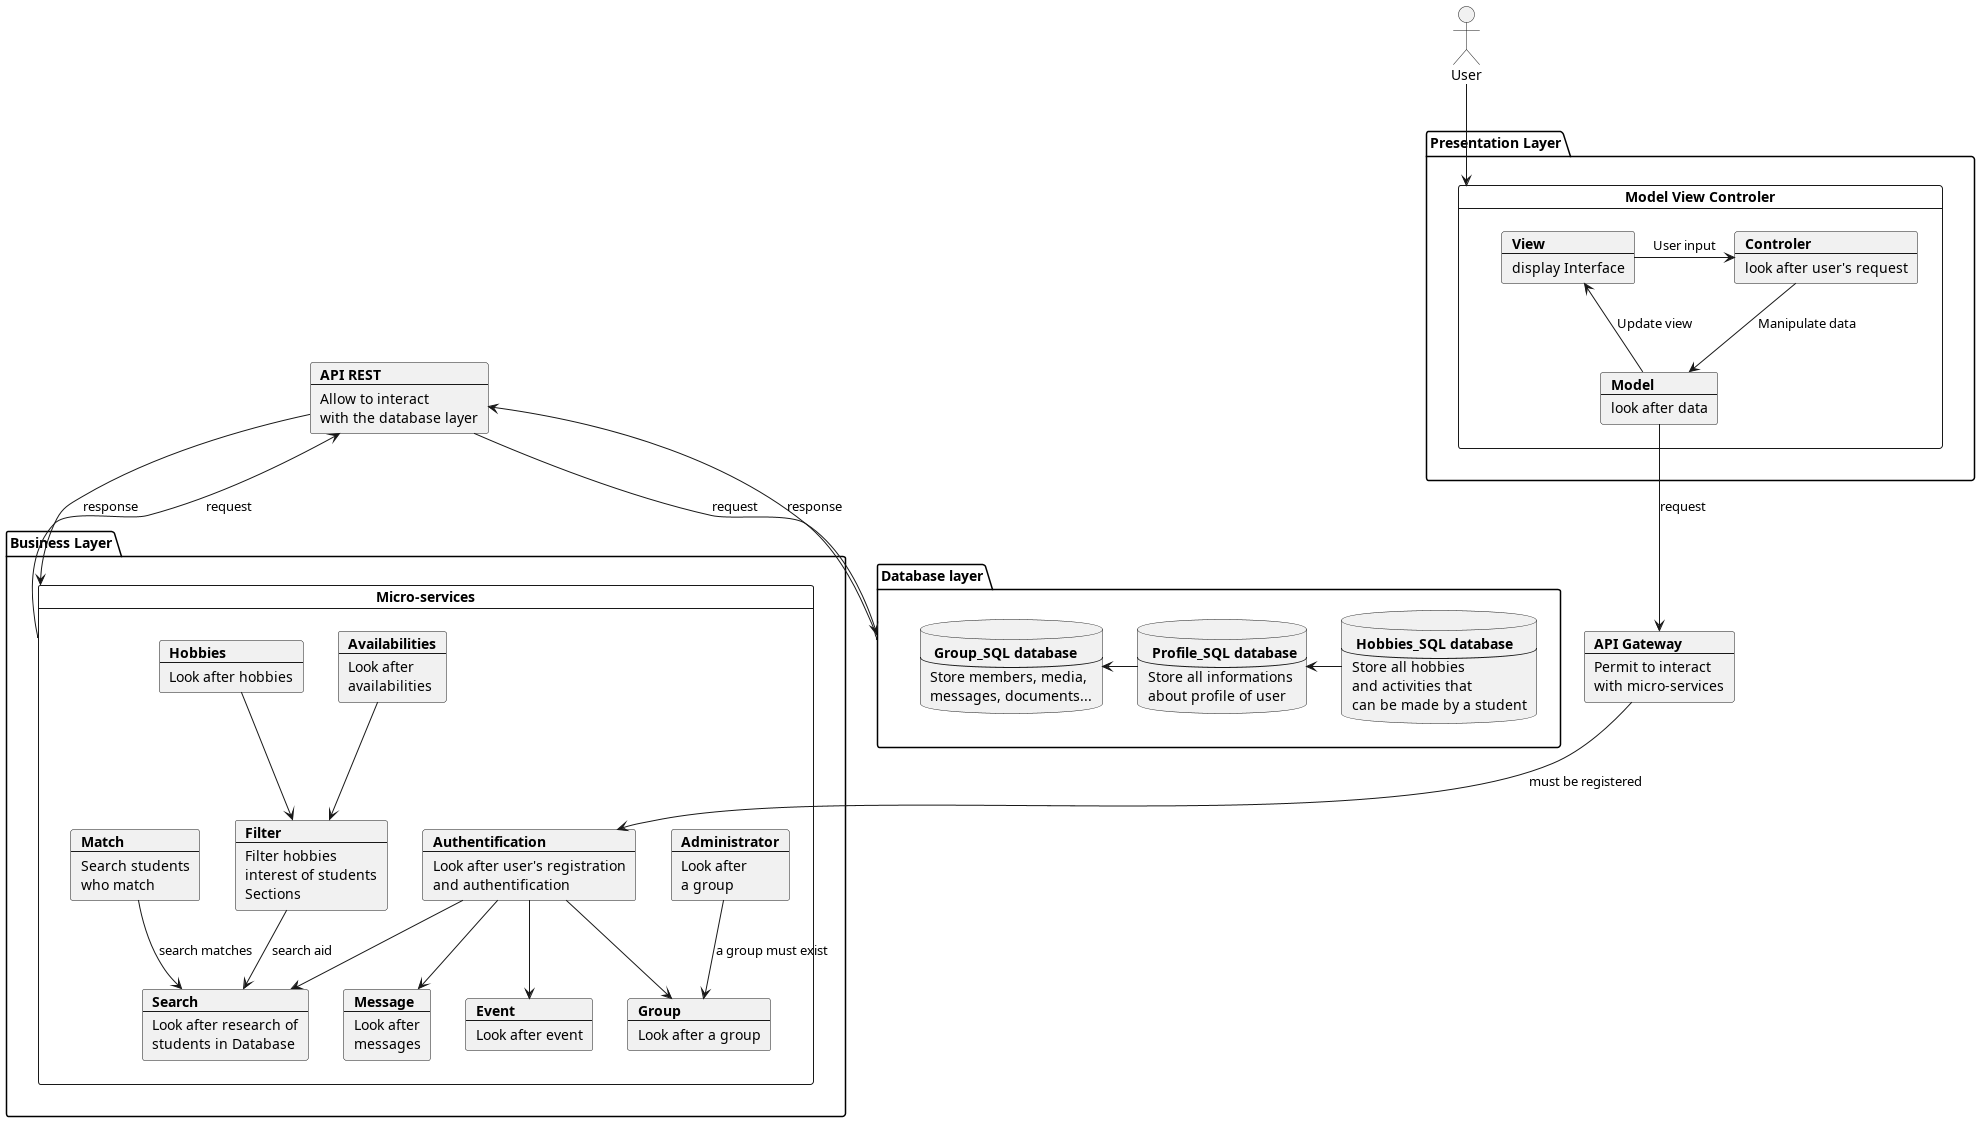 User
Presentation Layer
Model View Controler
View
display Interface
User input
Controler
look after user's request
Update view
Manipulate data
Model
look after data
API REST
Allow to interact
with the database layer
response
request
request
response
request
Business Layer
Micro-services
Hobbies
Look after hobbies
Availabilities
Look after
availabilities
Database layer
Group_SQL database
Store members, media,
messages, documents...
Profile_SQL database
Store all informations
about profile of user
Hobbies_SQL database
Store all hobbies
and activities that
can be made by a student
API Gateway
Permit to interact
with micro-services
must be registered
Match
Search students
who match
Filter
Filter hobbies
interest of students
Sections
Authentification
Look after user's registration
and authentification
Administrator
Look after
a group
search matches
search aid
a group must exist
Search
Look after research of
students in Database
Message
Look after
messages
Event
Look after event
Group
Look after a group